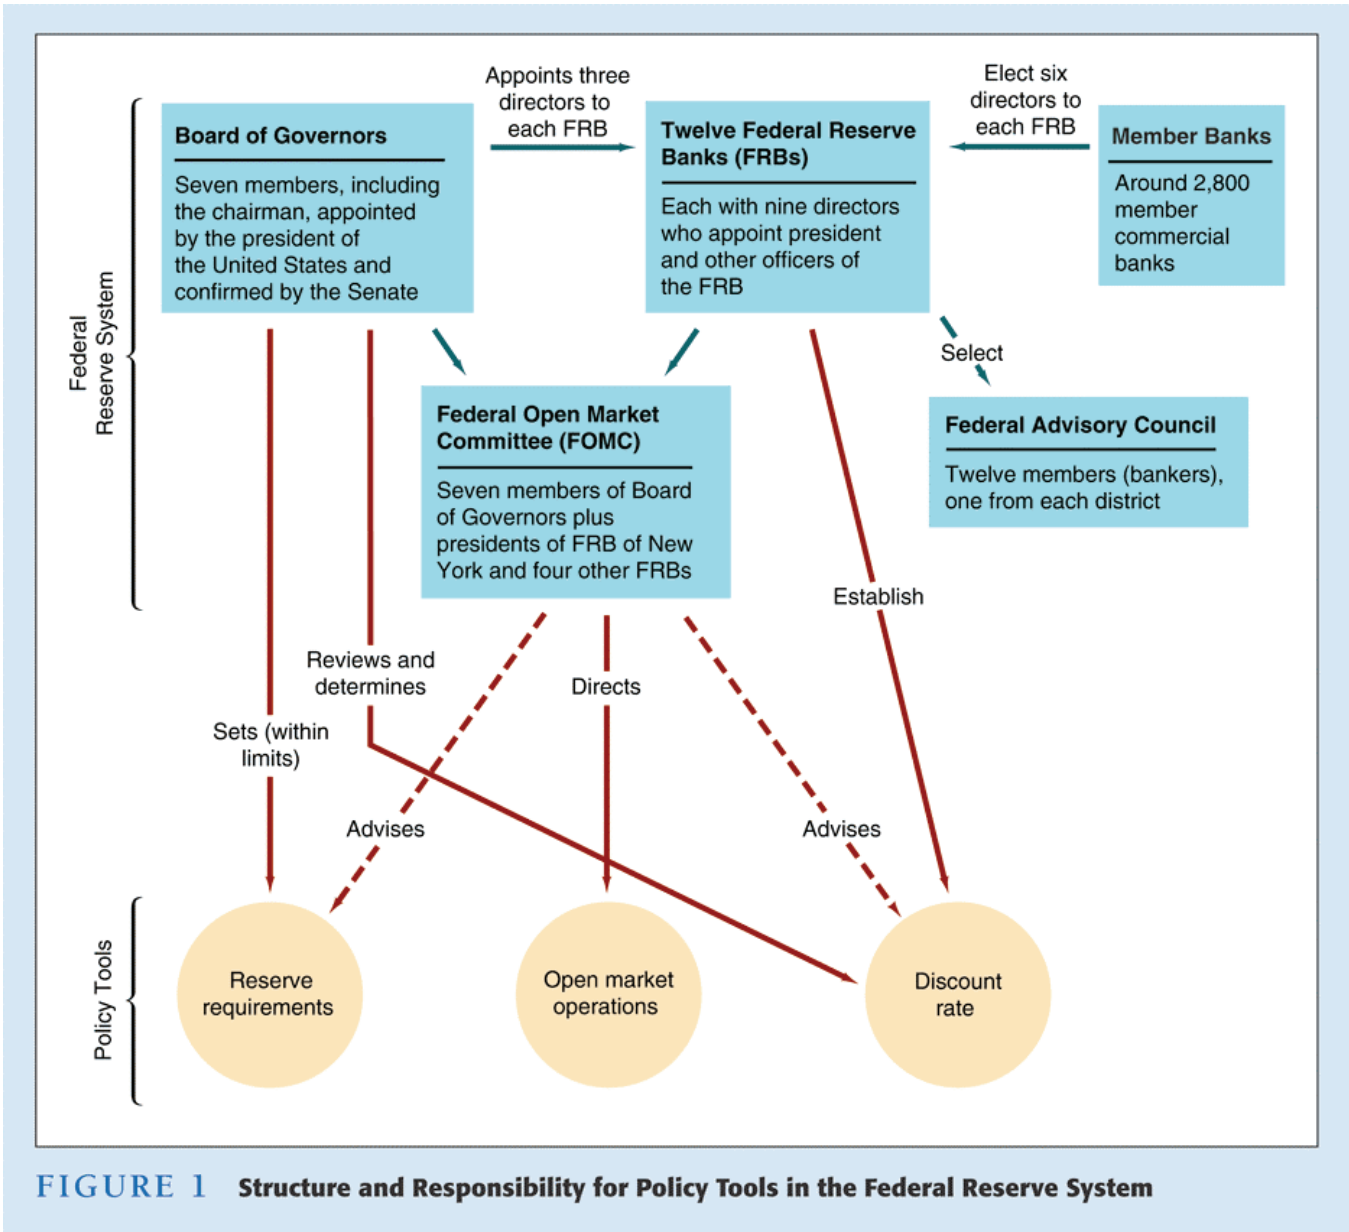 Appoints three
directors to
each FRB
Elect six
directors to
each FRB
Board of Governors
Seven members, including
the chairman, appointed
by the president of
the United States and
confirmed by the Senate
Twelve Federal Reserve
Banks (FRBs)
Each with nine directors
who appoint president
and other officers of
the FRB
Member Banks
Around 2,800
member
commercial
banks
Federal
Reserve System
Select
Federal Open Market
Committee (FOMC)
Seven members of Board
of Governors plus
presidents of FRB of New
York and four other FRBs
Federal Advisory Council
Twelve members (bankers),
one from each district
Establish
Reviews and
determines
Directs
Sets (within
limits)
Advises
Advises
Policy Tools
Reserve
requirements
Open market
operations
Discount
rate
FIGURE 1 Structure and Responsibility for Policy Tools in the Federal Reserve System